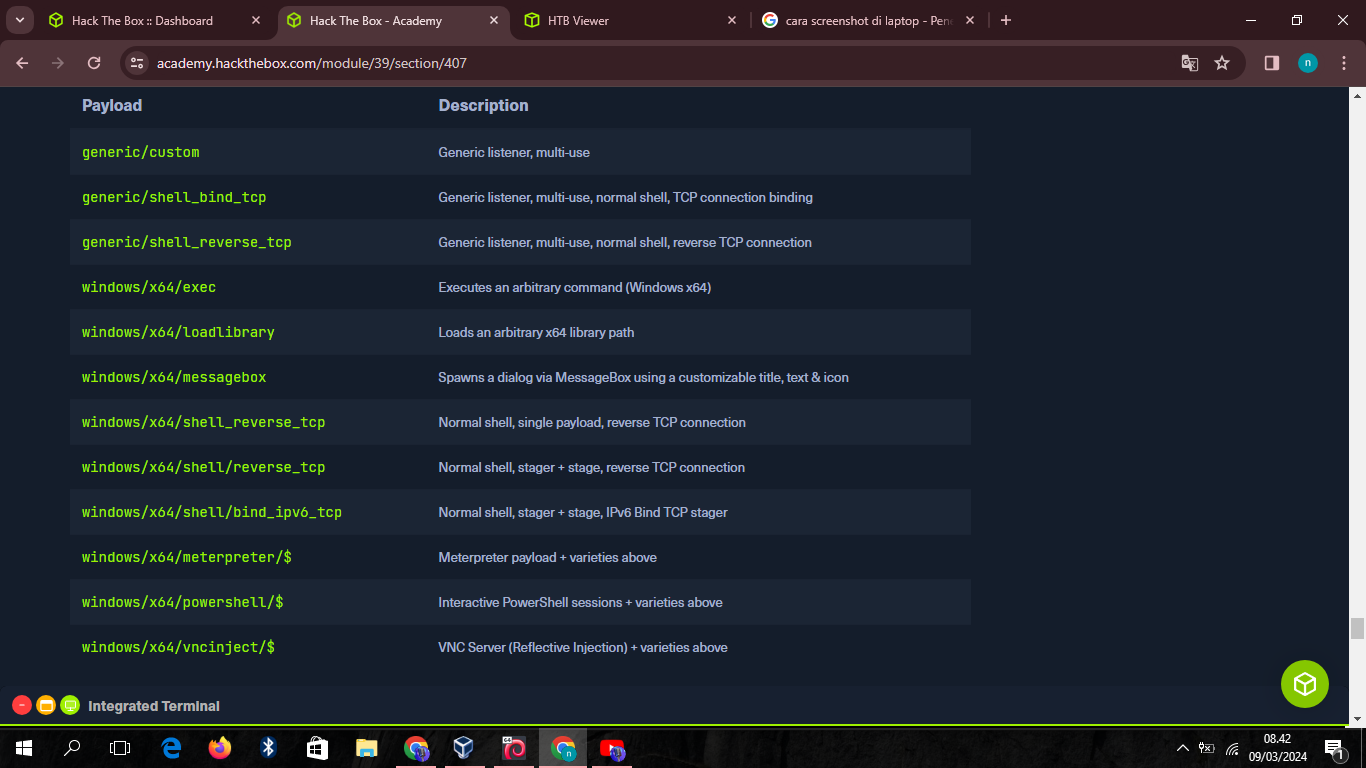 Hack The Box :: Dashboard
Hack The Box - Academy
HTB Viewer
cara screenshot di laptop - Pen
academy.hackthebox.com/module/39/section/407
n
Payload Description
generic/custom Generic listener, multi-use
generic/shell_bind_tcp Generic listener, multi-use, normal shell, TCP connection binding
generic/shell_reverse_tcp Generic listener, multi-use, normal shell, reverse TCP connection
windows/x64/exec Executes an arbitrary command (Windows x64)
windows/x64/loadlibrary Loads an arbitrary x64 library path
windows/x64/messagebox Spawns a dialog via MessageBox using a customizable title, text & icon
windows/x64/shell_reverse_tcp Normal shell, single payload, reverse TCP connection
windows/x64/shell/reverse_tcp Normal shell, stager + stage, reverse TCP connection
windows/x64/shell/bind_ipv6_tcp Normal shell, stager + stage, IPv6 Bind TCP stager
windows/x64/meterpreter/$ Meterpreter payload + varieties above
windows/x64/powershell/$ Interactive PowerShell sessions + varieties above
windows/x64/vncinject/$ VNC Server (Reflective Injection) + varieties above
Integrated Terminal
64
n
08.42
09/03/2024
1